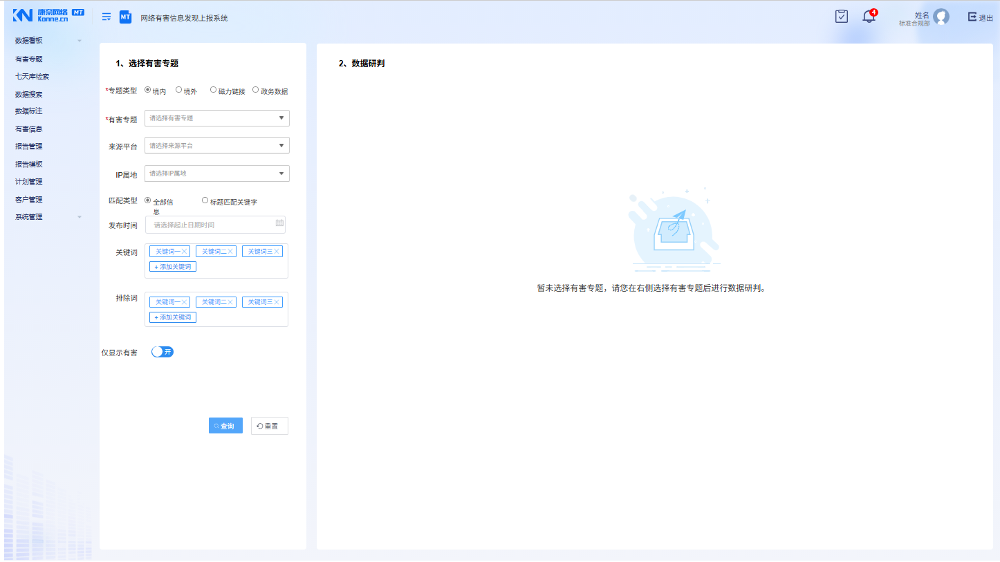 康奈网络 MT
Konne.cn
MT 网络有害信息发现上报系统
4
姓名
标准合规部
退出
数据看板
有害专题
七天库检索
数据搜索
数据标注
有害信息
报告管理
报告模板
计划管理
客户管理
系统管理
1、选择有害专题
*专题类型 境内 境外 磁力链接 政务数据
*有害专题 请选择有害专题
来源平台 请选择来源平台
IP属地 请选择IP属地
匹配类型 全部信息 标题匹配关键字
发布时间 请选择起止日期时间
关键词 关键词一 关键词二 关键词三
+ 添加关键词
排除词 关键词一 关键词二 关键词三
+ 添加关键词
仅显示有害 开
查询 重置
2、数据研判
暂未选择有害专题，请您在右侧选择有害专题后进行数据研判。